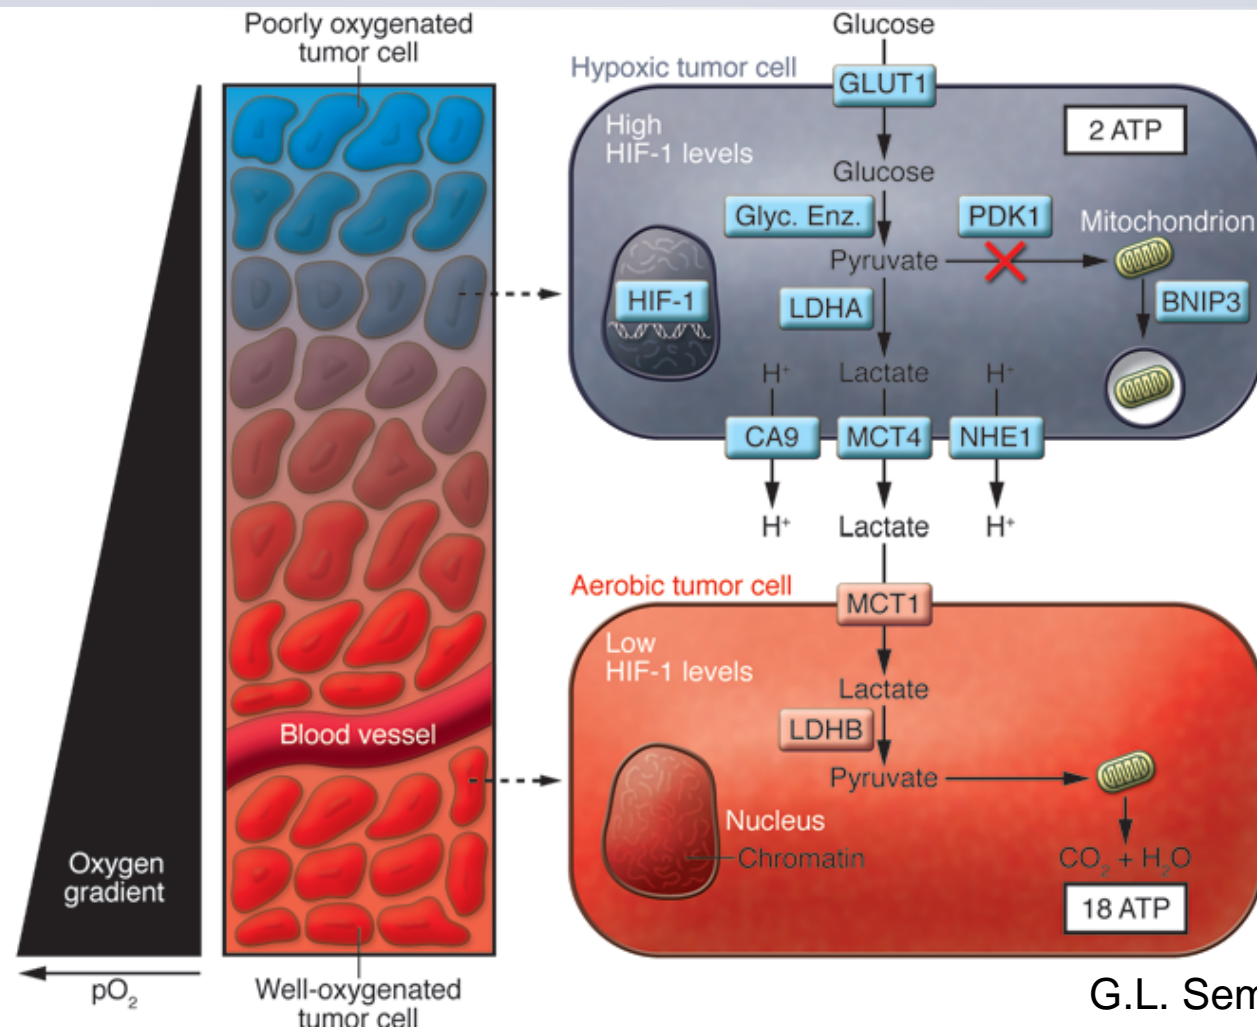 Poorly oxygenated
tumor cell
Oxygen
gradient
pO2
Blood vessel
Well-oxygenated
tumor cell
Glucose
Hypoxic tumor cell
GLUT1
High
HIF-1 levels
2 ATP
Glucose
Glyc. Enz.
PDK1
Mitochondrion
Pyruvate
HIF-1
LDHA
BNIP3
H+
Lactate
H+
CA9
MCT4
NHE1
H+
Lactate
H+
Aerobic tumor cell
MCT1
Low
HIF-1 levels
Lactate
LDHB
Pyruvate
Nucleus
Chromatin
CO2 + H2O
18 ATP
G.L.